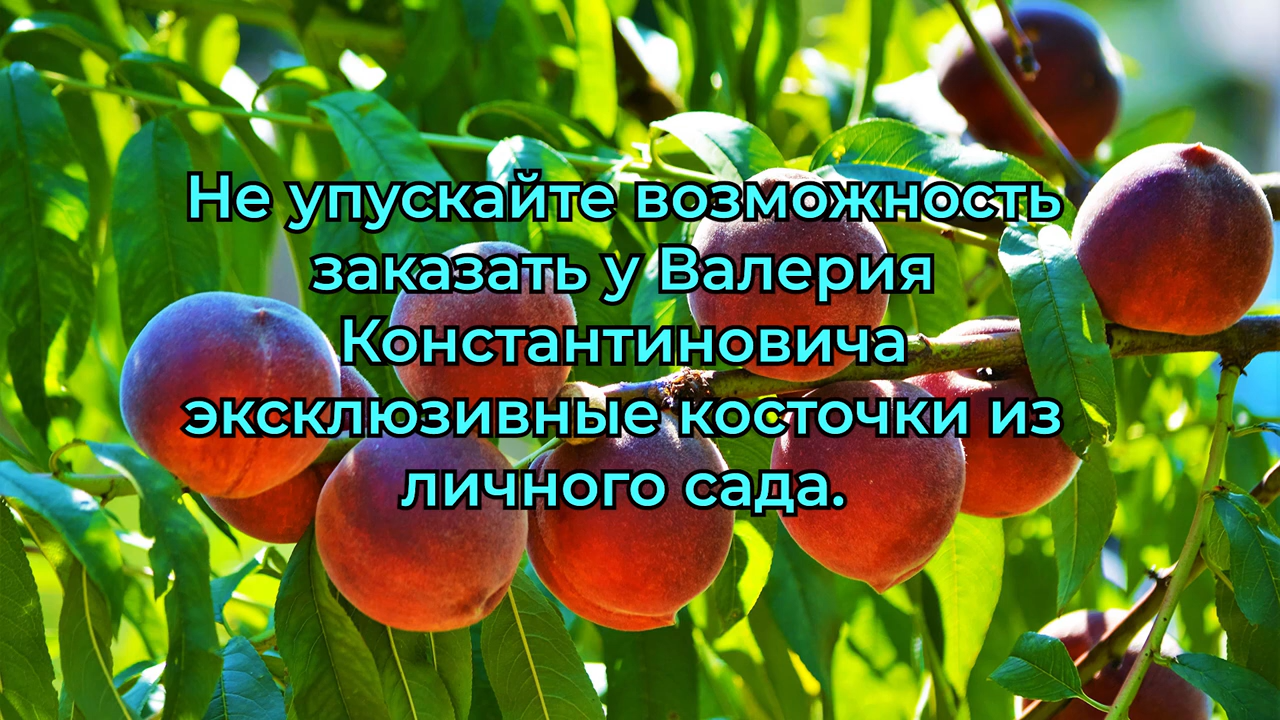 Не упускайте возможность
заказать у Валерия
Константиновича
эксклюзивные косточки из
личного сада.